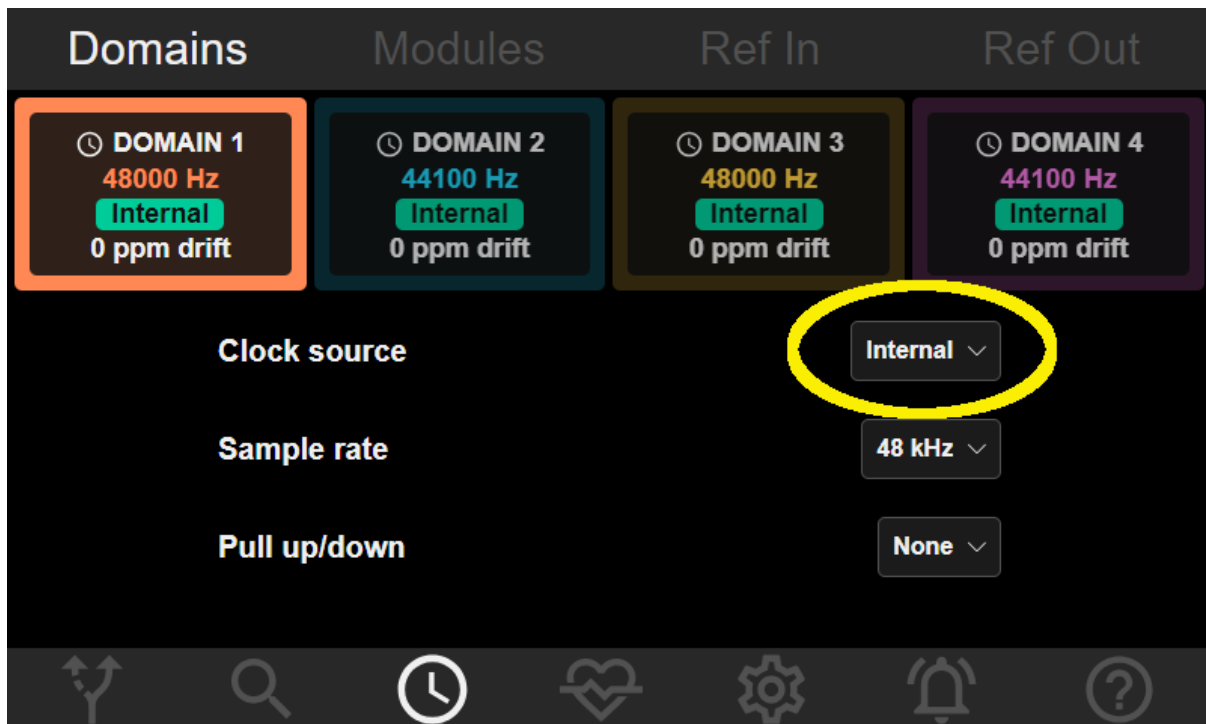 Domains Modules Ref In Ref Out
DOMAIN 1
48000 Hz
Internal
0 ppm drift
DOMAIN 2
44100 Hz
Internal
0 ppm drift
DOMAIN 3
48000 Hz
Internal
0 ppm drift
DOMAIN 4
44100 Hz
Internal
0 ppm drift
Clock source Internal
Sample rate 48 kHz
Pull up/down None